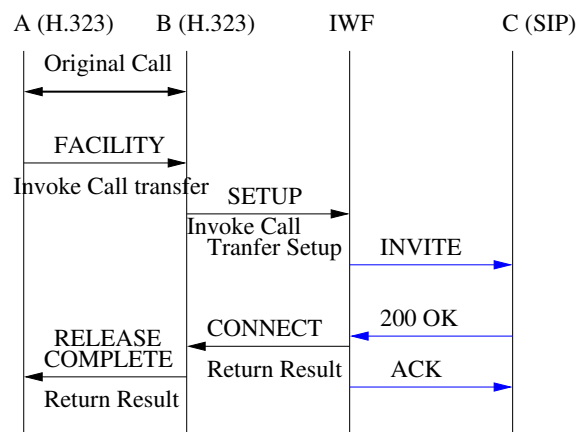 A (H.323) B (H.323) IWF C (SIP)
Original Call
FACILITY
Invoke Call transfer
SETUP
Invoke Call
Tranfer Setup
INVITE
200 OK
CONNECT
RELEASE
COMPLETE
Return Result
ACK
Return Result